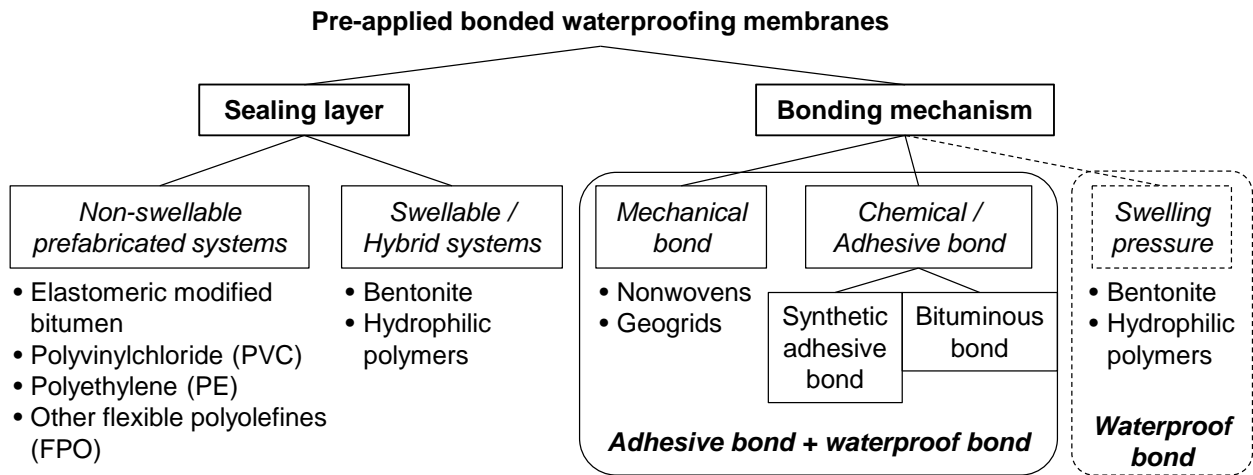 Pre-applied bonded waterproofing membranes
Sealing layer
Bonding mechanism
Non-swellable
prefabricated systems
Swellable /
Hybrid systems
Mechanical
bond
Chemical /
Adhesive bond
Swelling
pressure
• Elastomeric modified
bitumen
• Polyvinylchloride (PVC)
• Polyethylene (PE)
• Other flexible polyolefines
(FPO)
• Bentonite
• Hydrophilic
polymers
• Nonwovens
• Geogrids
Synthetic
adhesive
bond
Bituminous
bond
• Bentonite
• Hydrophilic
polymers
Adhesive bond + waterproof bond
Waterproof
bond